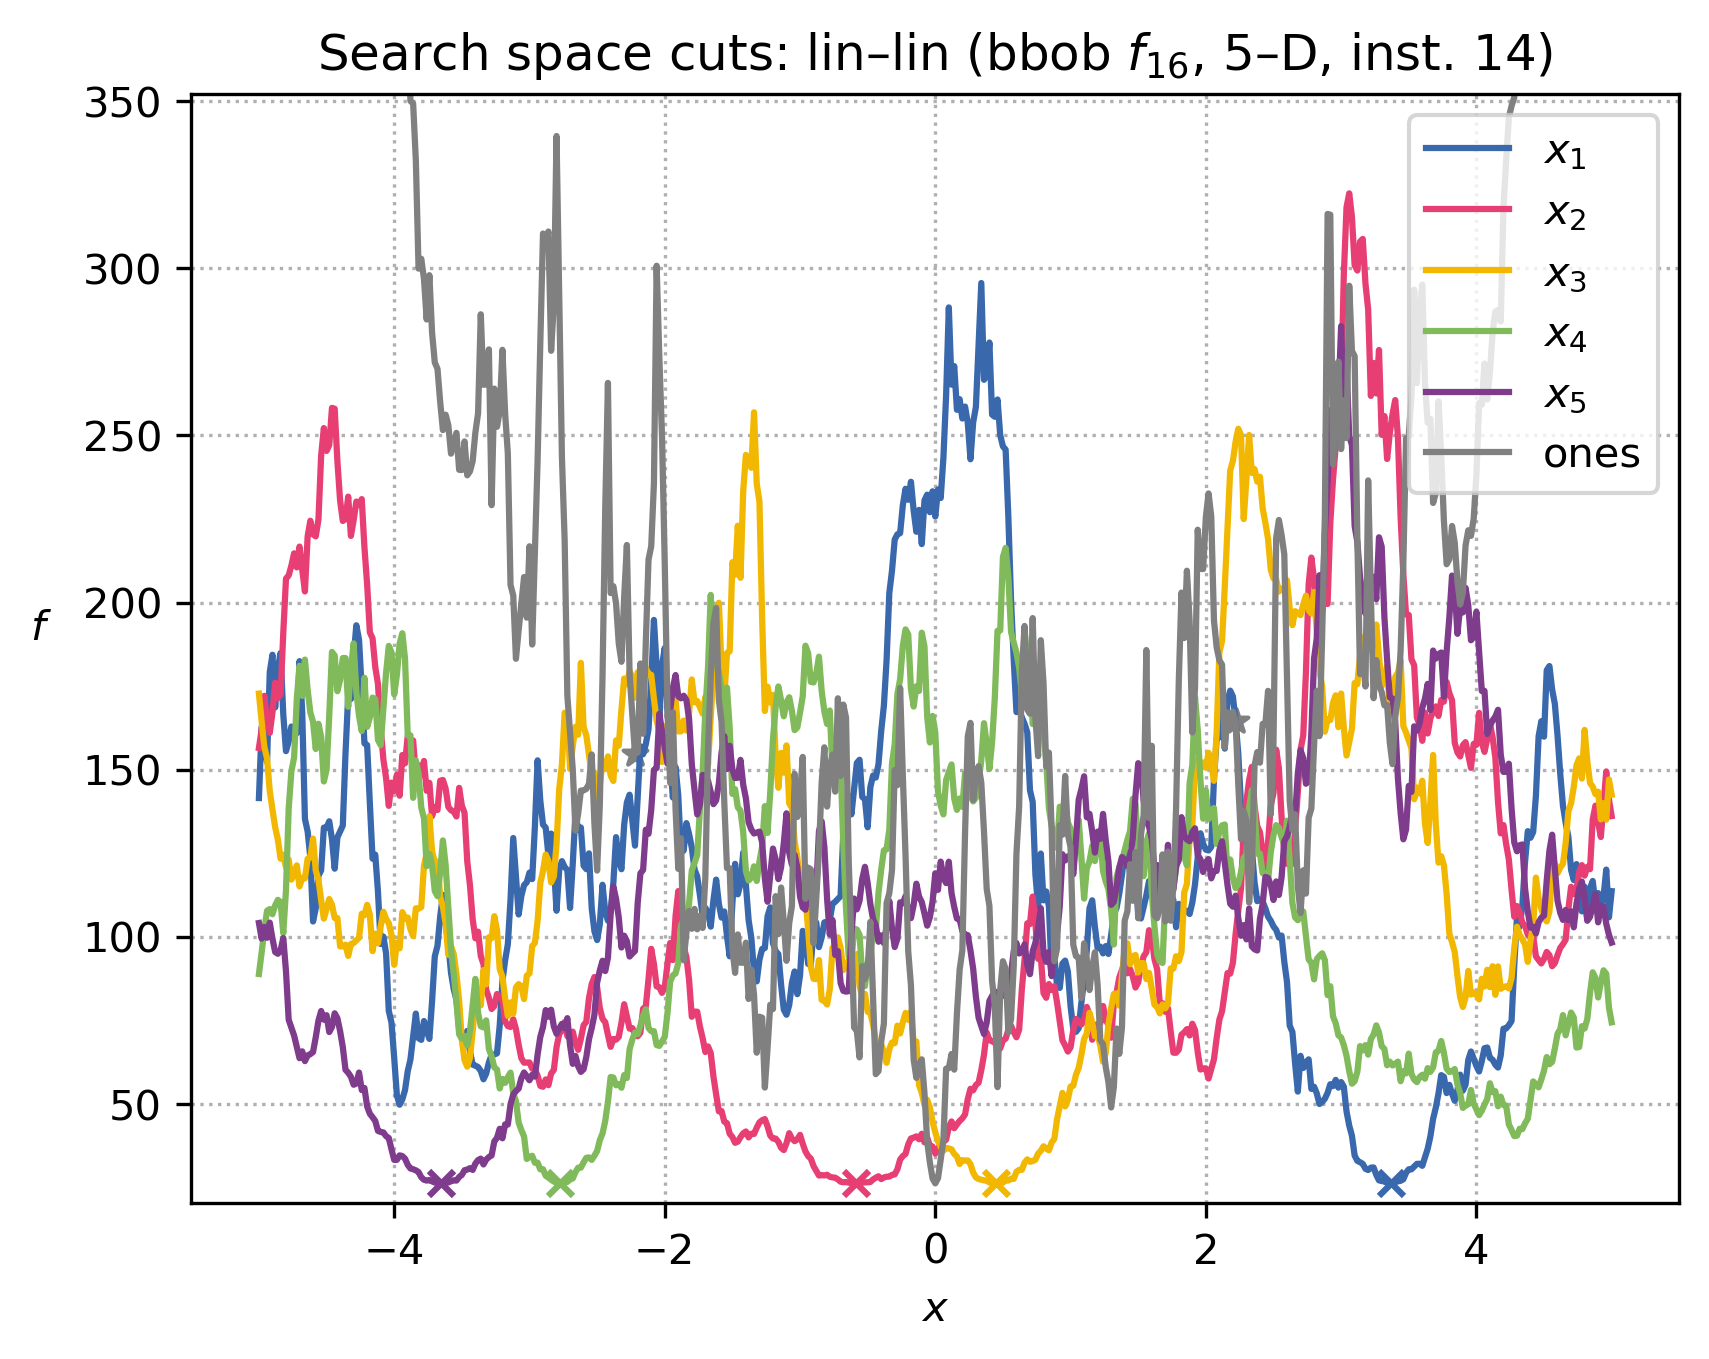 Search space cuts: lin–lin (bbob f₁₆, 5–D, inst. 14)
350
300
250
200
150
100
50
f
x₁
x₂
x₃
x₄
x₅
ones
−4
−2
0
2
4
x